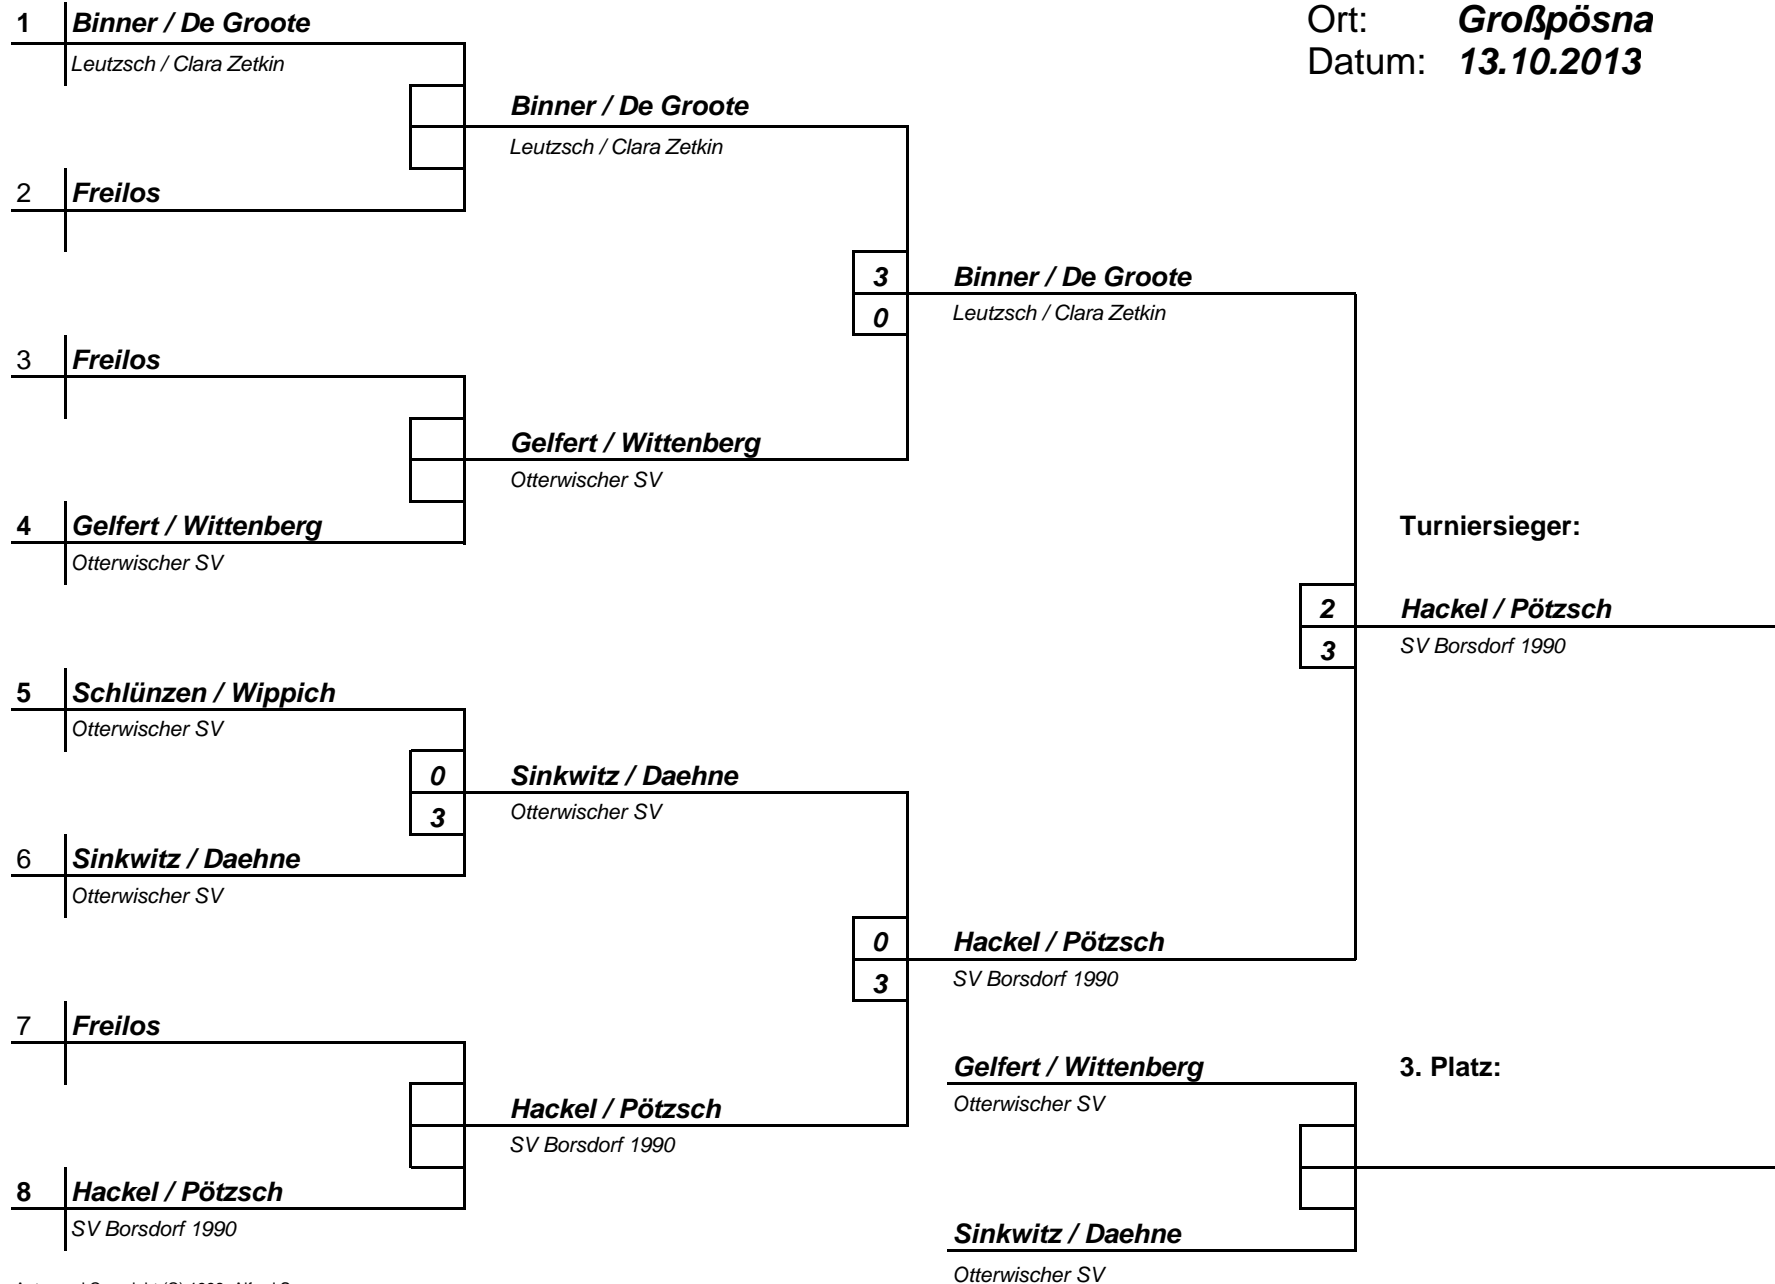 Ort: Großpösna
Datum: 13.10.2013
1 Binner / De Groote
Leutzsch / Clara Zetkin
Binner / De Groote
Leutzsch / Clara Zetkin
2 Freilos
3
0
Binner / De Groote
Leutzsch / Clara Zetkin
3 Freilos
Gelfert / Wittenberg
Otterwischer SV
4 Gelfert / Wittenberg
Otterwischer SV
Turniersieger:
2
3
Hackel / Pötzsch
SV Borsdorf 1990
5 Schlünzen / Wippich
Otterwischer SV
0
3
Sinkwitz / Daehne
Otterwischer SV
6 Sinkwitz / Daehne
Otterwischer SV
0
3
Hackel / Pötzsch
SV Borsdorf 1990
7 Freilos
Hackel / Pötzsch
SV Borsdorf 1990
8 Hackel / Pötzsch
SV Borsdorf 1990
Gelfert / Wittenberg
Otterwischer SV
3. Platz:
Sinkwitz / Daehne
Otterwischer SV